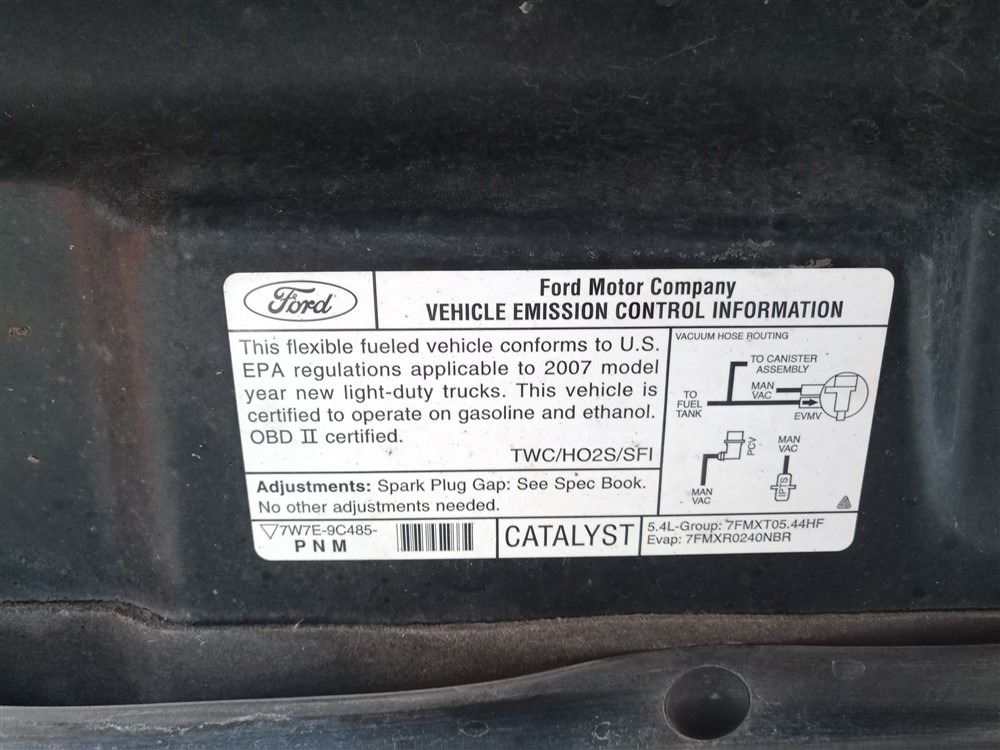 Ford
Ford Motor Company
VEHICLE EMISSION CONTROL INFORMATION
This flexible fueled vehicle conforms to U.S.
EPA regulations applicable to 2007 model
year new light-duty trucks. This vehicle is
certified to operate on gasoline and ethanol.
OBD II certified.
TWC/HO2S/SFI
Adjustments: Spark Plug Gap: See Spec Book.
No other adjustments needed.
7W7E-9C485-
P N M
CATALYST
5.4L-Group: 7FMXT05.44HF
Evap: 7FMXR0240NBR
VACUUM HOSE ROUTING
TO CANISTER
ASSEMBLY
MAN
VAC
TO
FUEL
TANK
EVMV
PCV
MAN
VAC
MAN
VAC
IPTS